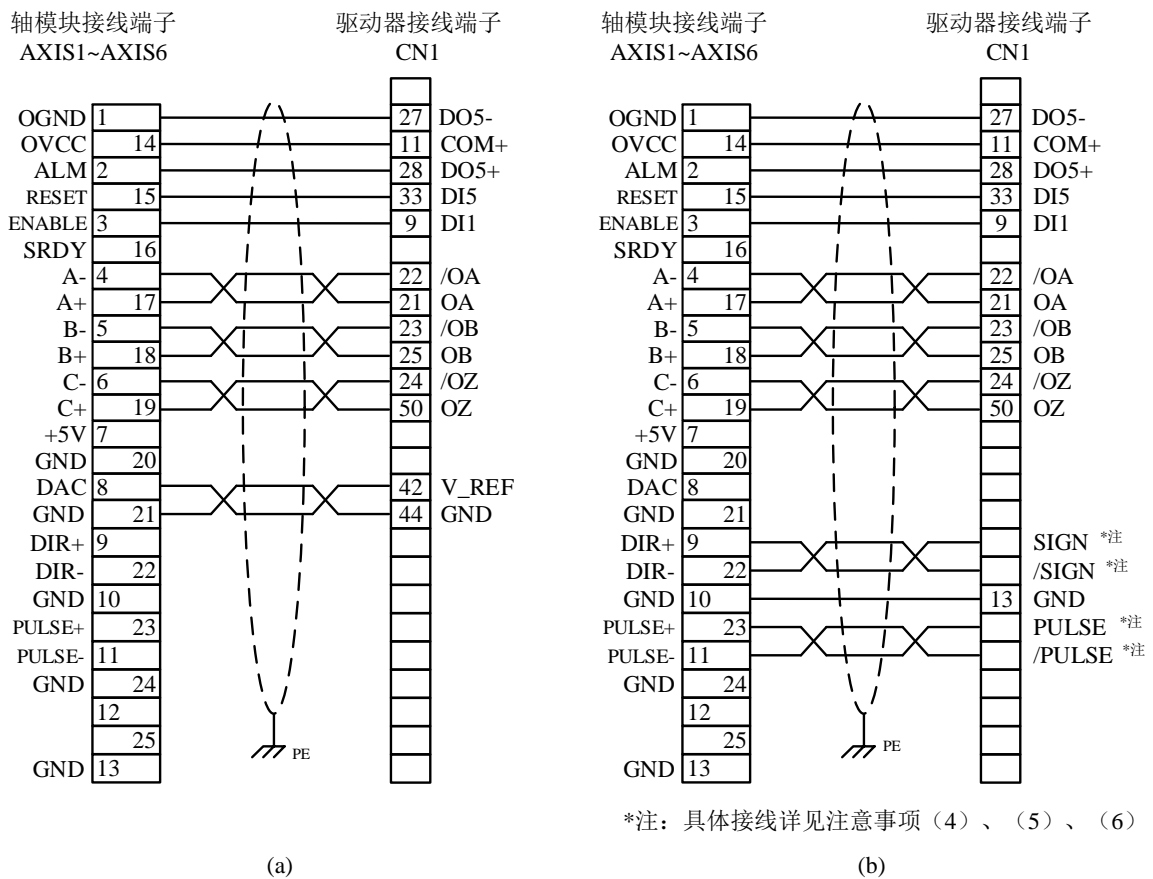 轴模块接线端子 驱动器接线端子
AXIS1~AXIS6 CN1
OGND 1 27 DO5-
OVCC 14 11 COM+
ALM 2 28 DO5+
RESET 15 33 DI5
ENABLE 3 9 DI1
SRDY 16
A- 4 22 /OA
A+ 17 21 OA
B- 5 23 /OB
B+ 18 25 OB
C- 6 24 /OZ
C+ 19 50 OZ
+5V 7
GND 20
DAC 8 42 V_REF
GND 21 44 GND
DIR+ 9
DIR- 22
GND 10
PULSE+ 23
PULSE- 11
GND 24
12
25
GND 13
PE
(a)
轴模块接线端子 驱动器接线端子
AXIS1~AXIS6 CN1
OGND 1 27 DO5-
OVCC 14 11 COM+
ALM 2 28 DO5+
RESET 15 33 DI5
ENABLE 3 9 DI1
SRDY 16
A- 4 22 /OA
A+ 17 21 OA
B- 5 23 /OB
B+ 18 25 OB
C- 6 24 /OZ
C+ 19 50 OZ
+5V 7
GND 20
DAC 8
GND 21
DIR+ 9 SIGN *注
DIR- 22 /SIGN *注
GND 10 13 GND
PULSE+ 23 PULSE *注
PULSE- 11 /PULSE *注
GND 24
12
25
GND 13
PE
*注：具体接线详见注意事项（4）、（5）、（6）
(b)